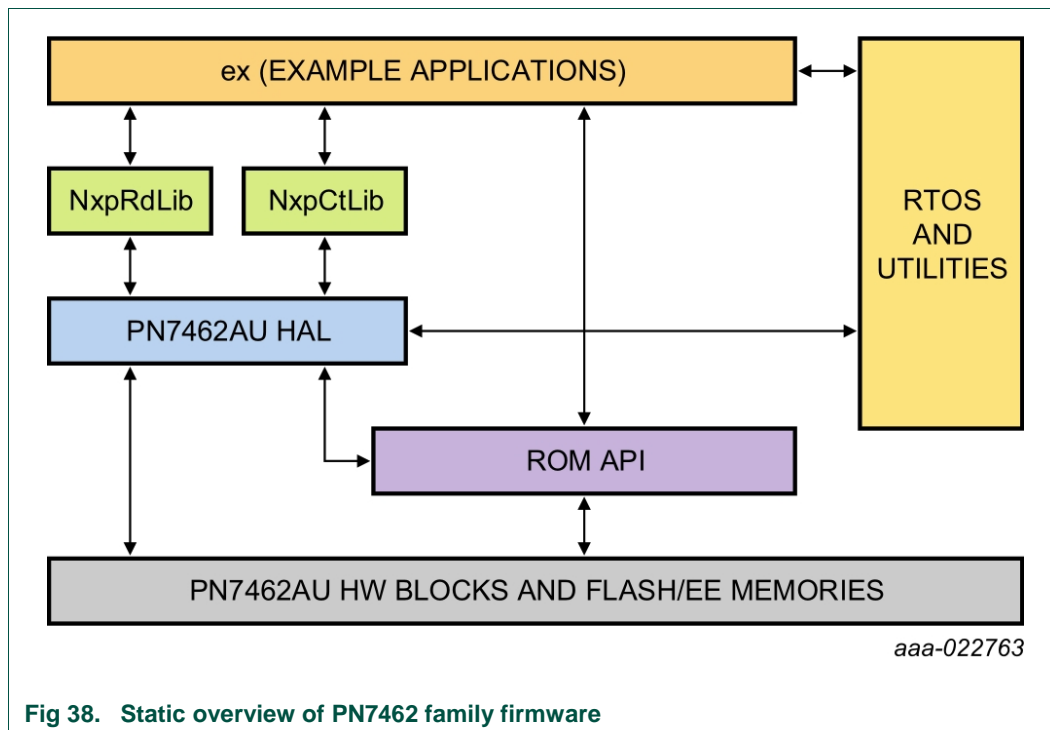 ex (EXAMPLE APPLICATIONS)
NxpRdLib
NxpCtLib
RTOS
AND
UTILITIES
PN7462AU HAL
ROM API
PN7462AU HW BLOCKS AND FLASH/EE MEMORIES
aaa-022763
Fig 38. Static overview of PN7462 family firmware